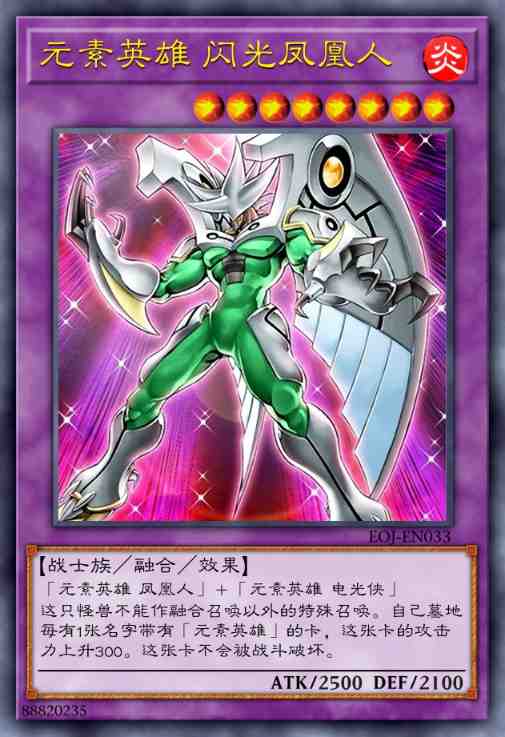 元素英雄 闪光凤凰人
炎
EOJ-EN033
【战士族／融合／效果】
「元素英雄 凤凰人」+「元素英雄 电光侠」
这只怪兽不能作融合召唤以外的特殊召唤。自己墓地
每有1张名字带有「元素英雄」的卡，这张卡的攻击
力上升300。这张卡不会被战斗破坏。
ATK/2500 DEF/2100
88820235